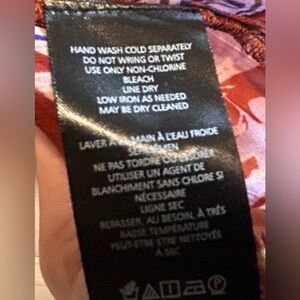 HAND WASH COLD SEPARATELY
DO NOT WRING OR TWIST
USE ONLY NON-CHLORINE
BLEACH
LINE DRY
LOW IRON AS NEEDED
MAY BE DRY CLEANED
LAVER À LA MAIN À L'EAU FROIDE
NE PAS TORDRE OU
UTILISER UN AGENT DE
BLANCHIMENT SANS CHLORE SI
NÉCESSAIRE
LIGNE SEC
REPASSER, AU BESOIN, À TRÈS
BASSE TEMPÉRATURE
PEUT-ÊTRE ÊTRE NETTOYÉE
À SEC